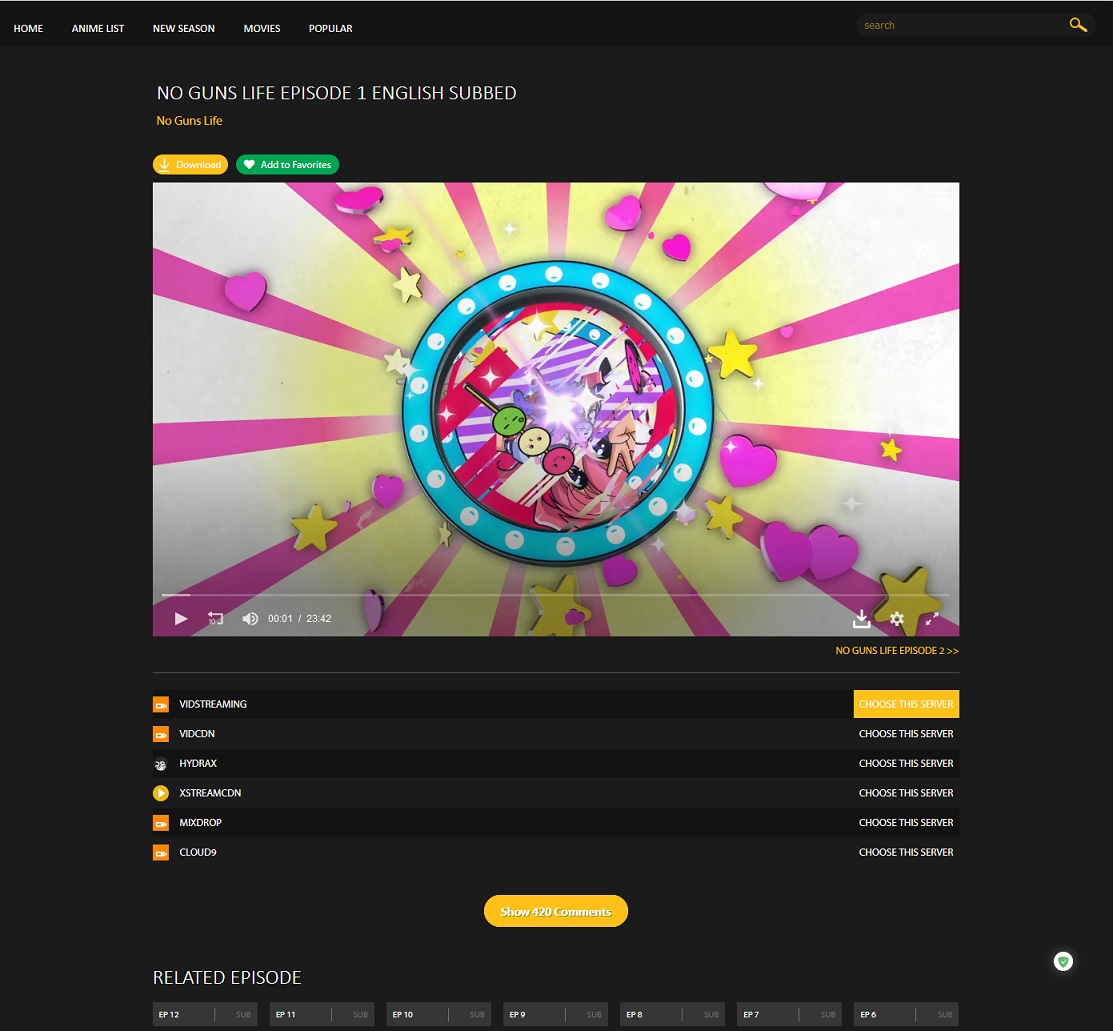 HOME ANIME LIST NEW SEASON MOVIES POPULAR search
NO GUNS LIFE EPISODE 1 ENGLISH SUBBED
No Guns Life
Download Add to Favorites
10 00:01 / 23:42
NO GUNS LIFE EPISODE 2 >>
VIDSTREAMING CHOOSE THIS SERVER
VIDCDN CHOOSE THIS SERVER
HYDRAX CHOOSE THIS SERVER
XSTREAMCDN CHOOSE THIS SERVER
MIXDROP CHOOSE THIS SERVER
CLOUD9 CHOOSE THIS SERVER
Show 420 Comments
RELATED EPISODE
EP 12 SUB EP 11 SUB EP 10 SUB EP 9 SUB EP 8 SUB EP 7 SUB EP 6 SUB